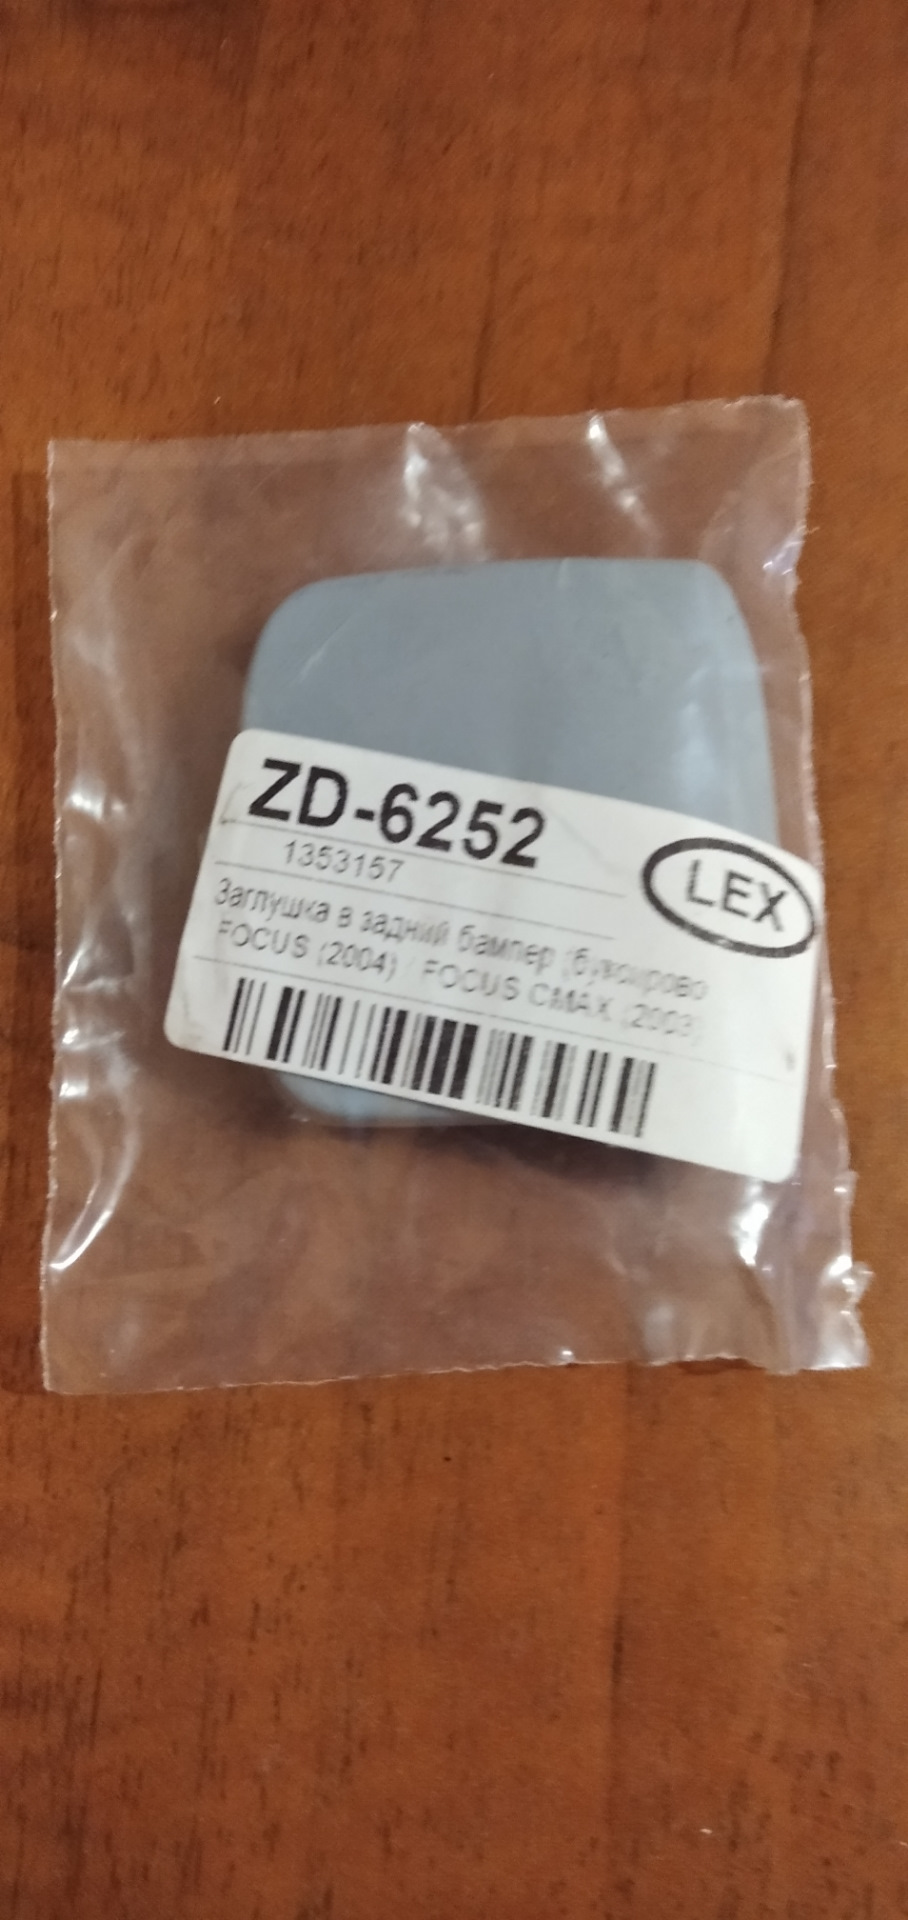 ZD-6252
1353157
LEX
Заглушка в задний бампер (буксирово
FOCUS (2004) / FOCUS CMAX (2003)